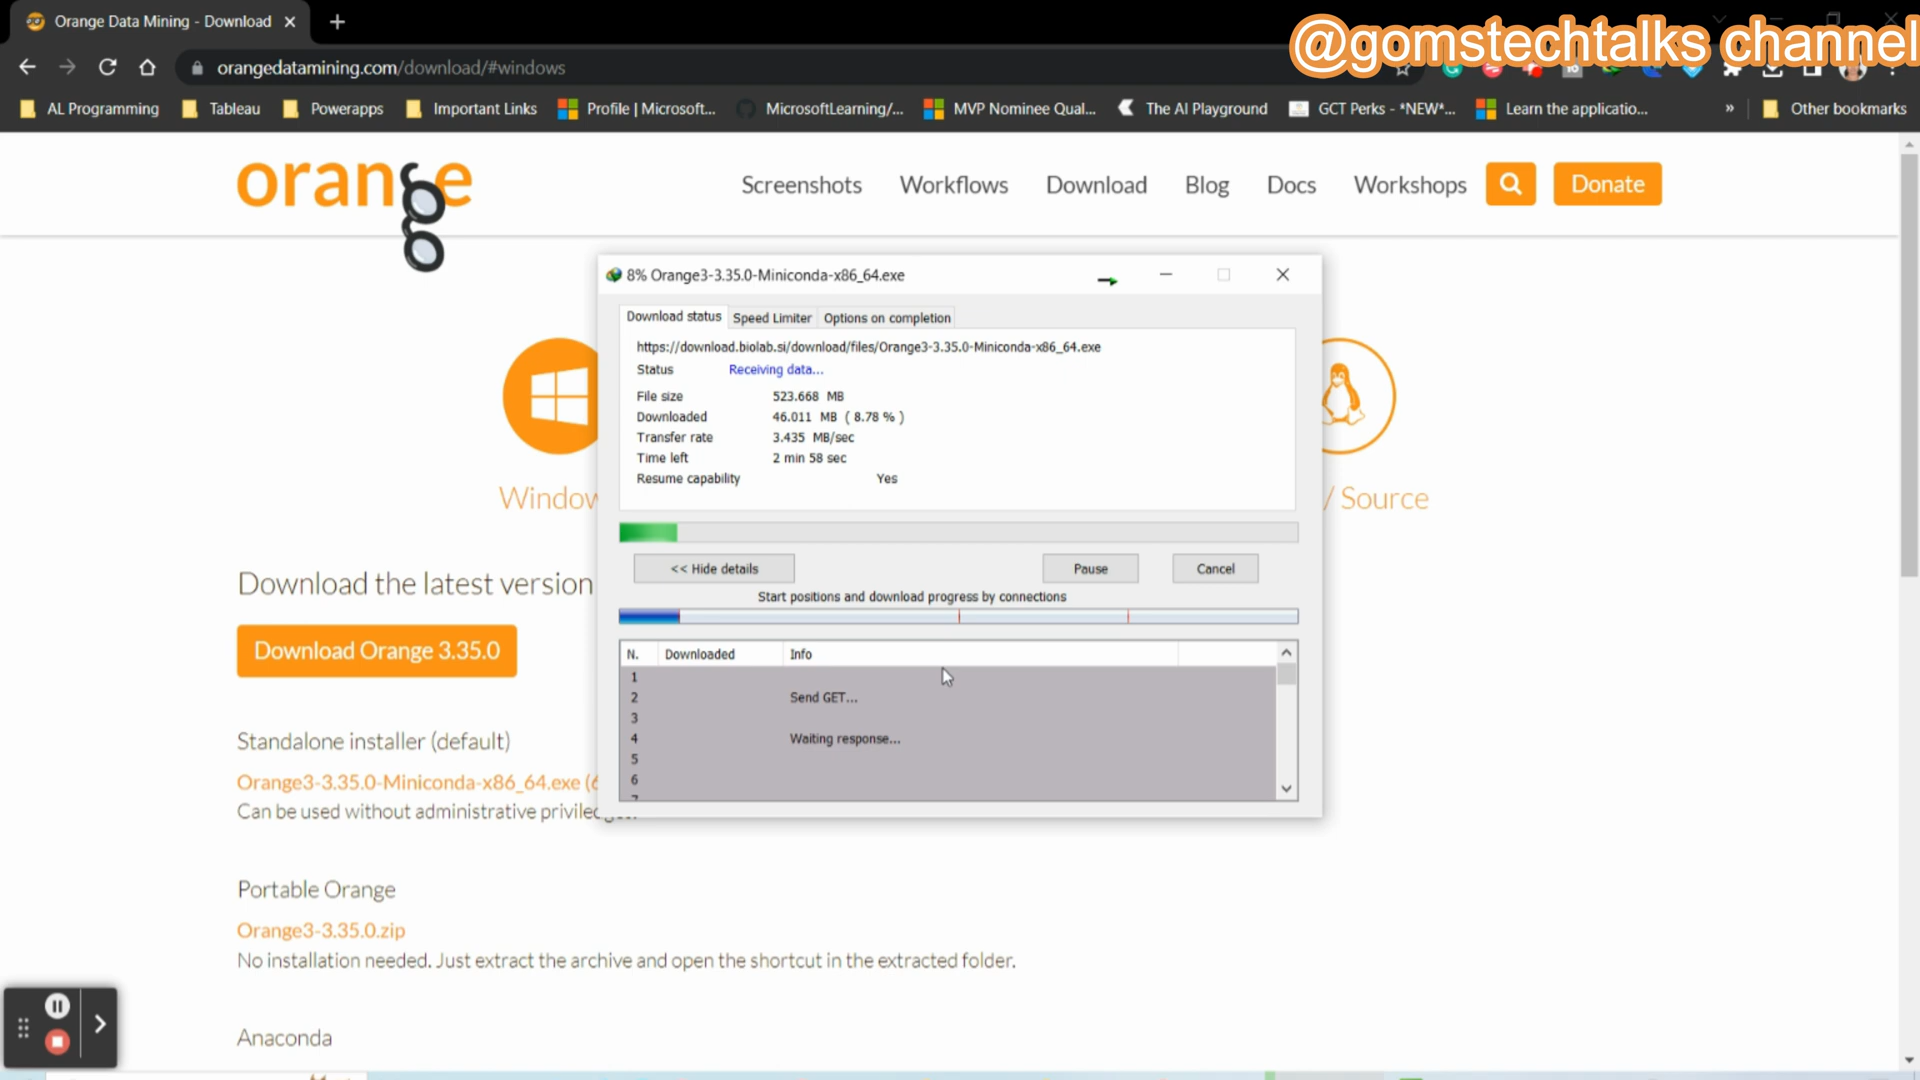 Orange Data Mining - Download
@gomstechtalks channel
orangedatamining.com/download/#windows
AL Programming
Tableau
Powerapps
Important Links
Profile | Microsoft...
MicrosoftLearning/...
MVP Nominee Qual...
The AI Playground
GCT Perks - *NEW*...
Learn the applicatio...
»
Other bookmarks
orange
Screenshots
Workflows
Download
Blog
Docs
Workshops
Donate
8% Orange3-3.35.0-Miniconda-x86_64.exe
Download status
Speed Limiter
Options on completion
https://download.biolab.si/download/files/Orange3-3.35.0-Miniconda-x86_64.exe
Status Receiving data...
File size 523.668 MB
Downloaded 46.011 MB ( 8.78 % )
Transfer rate 3.435 MB/sec
Time left 2 min 58 sec
Resume capability Yes
<< Hide details
Pause
Cancel
Start positions and download progress by connections
N. Downloaded Info
1
2 Send GET...
3
4 Waiting response...
5
6
Window
/ Source
Download the latest version
Download Orange 3.35.0
Standalone installer (default)
Orange3-3.35.0-Miniconda-x86_64.exe (
Can be used without administrative privileges.
Portable Orange
Orange3-3.35.0.zip
No installation needed. Just extract the archive and open the shortcut in the extracted folder.
Anaconda